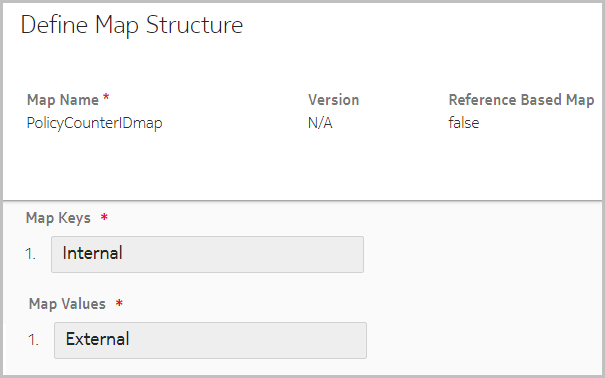 Define Map Structure
Map Name * Version Reference Based Map
PolicyCounterIDmap N/A false
Map Keys *
1. Internal
Map Values *
1. External